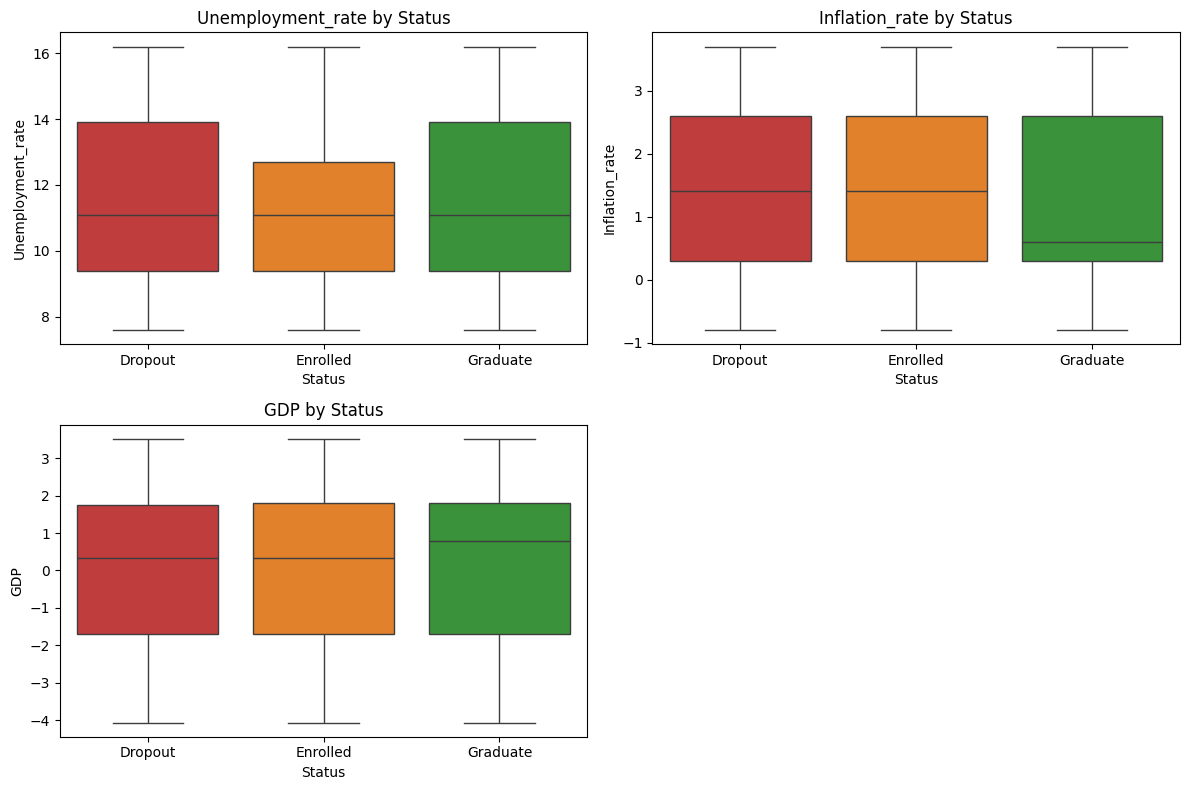 Unemployment_rate by Status
Unemployment_rate
16
14
12
10
8
Dropout Enrolled Graduate
Status
Inflation_rate by Status
Inflation_rate
3
2
1
0
−1
Dropout Enrolled Graduate
Status
GDP by Status
GDP
3
2
1
0
−1
−2
−3
−4
Dropout Enrolled Graduate
Status